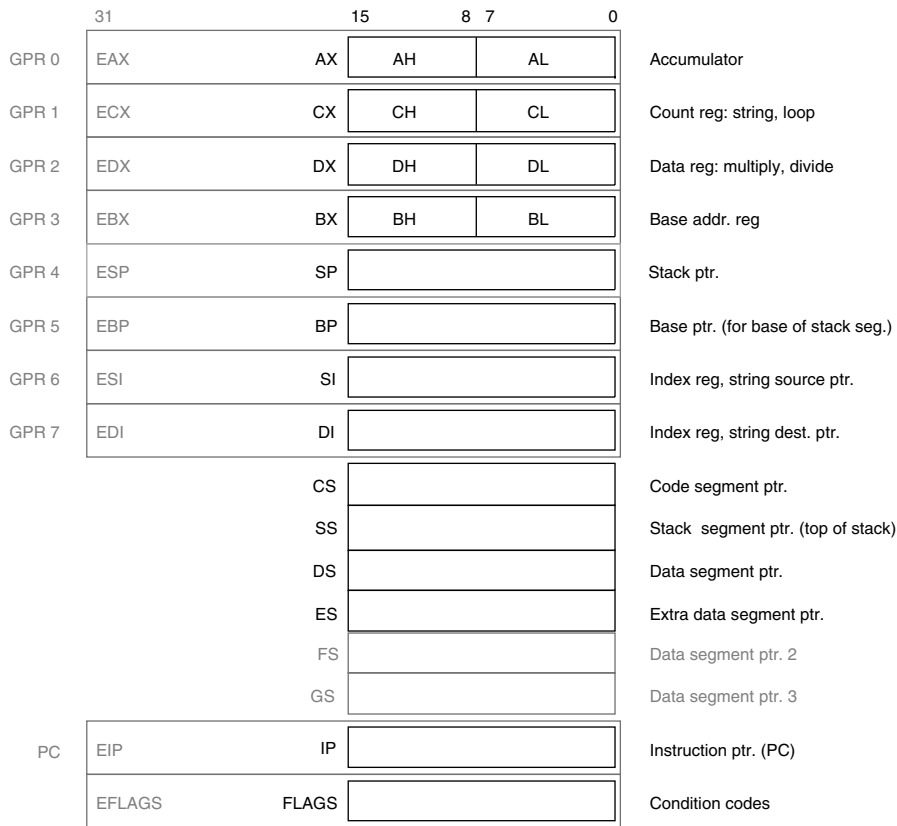 31 15 8 7 0
GPR 0 EAX AX AH AL Accumulator
GPR 1 ECX CX CH CL Count reg: string, loop
GPR 2 EDX DX DH DL Data reg: multiply, divide
GPR 3 EBX BX BH BL Base addr. reg
GPR 4 ESP SP Stack ptr.
GPR 5 EBP BP Base ptr. (for base of stack seg.)
GPR 6 ESI SI Index reg, string source ptr.
GPR 7 EDI DI Index reg, string dest. ptr.
CS Code segment ptr.
SS Stack segment ptr. (top of stack)
DS Data segment ptr.
ES Extra data segment ptr.
FS Data segment ptr. 2
GS Data segment ptr. 3
PC EIP IP Instruction ptr. (PC)
EFLAGS FLAGS Condition codes